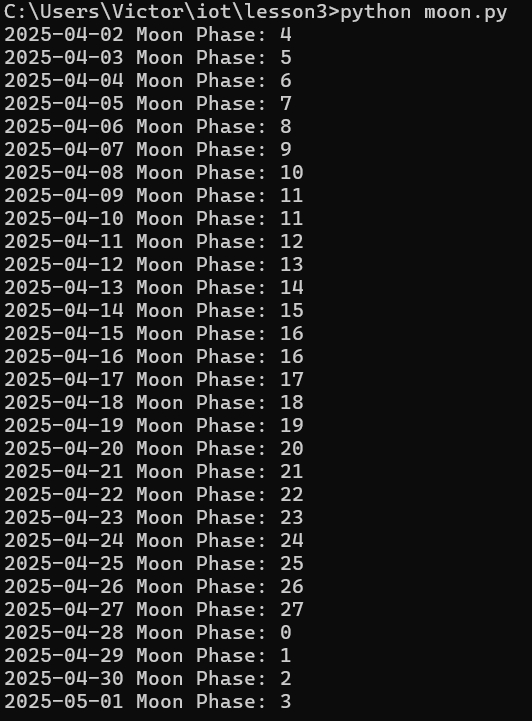 C:\Users\Victor\iot\lesson3>python moon.py
2025-04-02 Moon Phase: 4
2025-04-03 Moon Phase: 5
2025-04-04 Moon Phase: 6
2025-04-05 Moon Phase: 7
2025-04-06 Moon Phase: 8
2025-04-07 Moon Phase: 9
2025-04-08 Moon Phase: 10
2025-04-09 Moon Phase: 11
2025-04-10 Moon Phase: 11
2025-04-11 Moon Phase: 12
2025-04-12 Moon Phase: 13
2025-04-13 Moon Phase: 14
2025-04-14 Moon Phase: 15
2025-04-15 Moon Phase: 16
2025-04-16 Moon Phase: 16
2025-04-17 Moon Phase: 17
2025-04-18 Moon Phase: 18
2025-04-19 Moon Phase: 19
2025-04-20 Moon Phase: 20
2025-04-21 Moon Phase: 21
2025-04-22 Moon Phase: 22
2025-04-23 Moon Phase: 23
2025-04-24 Moon Phase: 24
2025-04-25 Moon Phase: 25
2025-04-26 Moon Phase: 26
2025-04-27 Moon Phase: 27
2025-04-28 Moon Phase: 0
2025-04-29 Moon Phase: 1
2025-04-30 Moon Phase: 2
2025-05-01 Moon Phase: 3